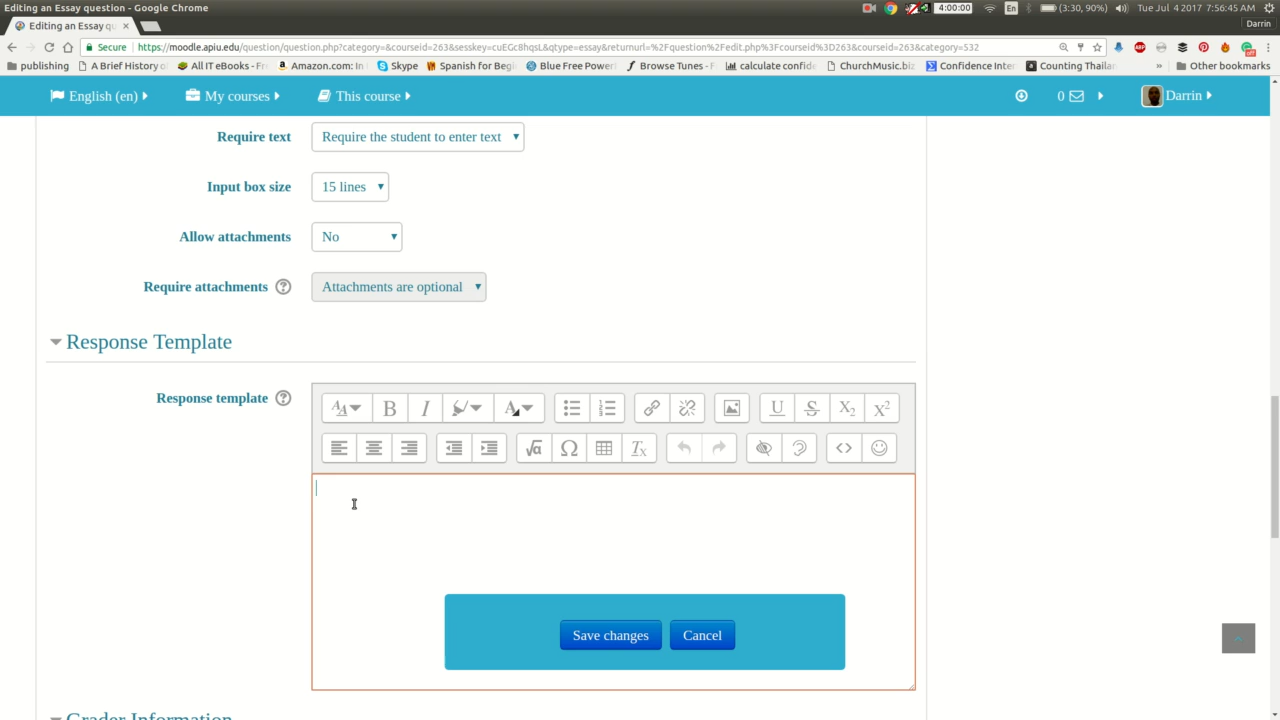 Editing an Essay question - Google Chrome
4:00:00 En (3:30, 90%) Tue Jul 4 2017 7:56:45 AM
Editing an Essay qu × Darrin
Secure https://moodle.apiu.edu/question/question.php?category=&courseid=263&sesskey=cuEGc8hqsL&qtype=essay&returnurl=%2Fquestion%2Fedit.php%3Fcourseid%3D263&courseid=263&category=532
publishing A Brief History o All IT eBooks - Fre Amazon.com: In Skype Spanish for Begi Blue Free Power Browse Tunes - F calculate confide ChurchMusic.biz Confidence Inter Counting Thailan » Other bookmarks
English (en) My courses This course 0 Darrin
Require text Require the student to enter text
Input box size 15 lines
Allow attachments No
Require attachments Attachments are optional
Response Template
Response template
Save changes Cancel
Grader Information